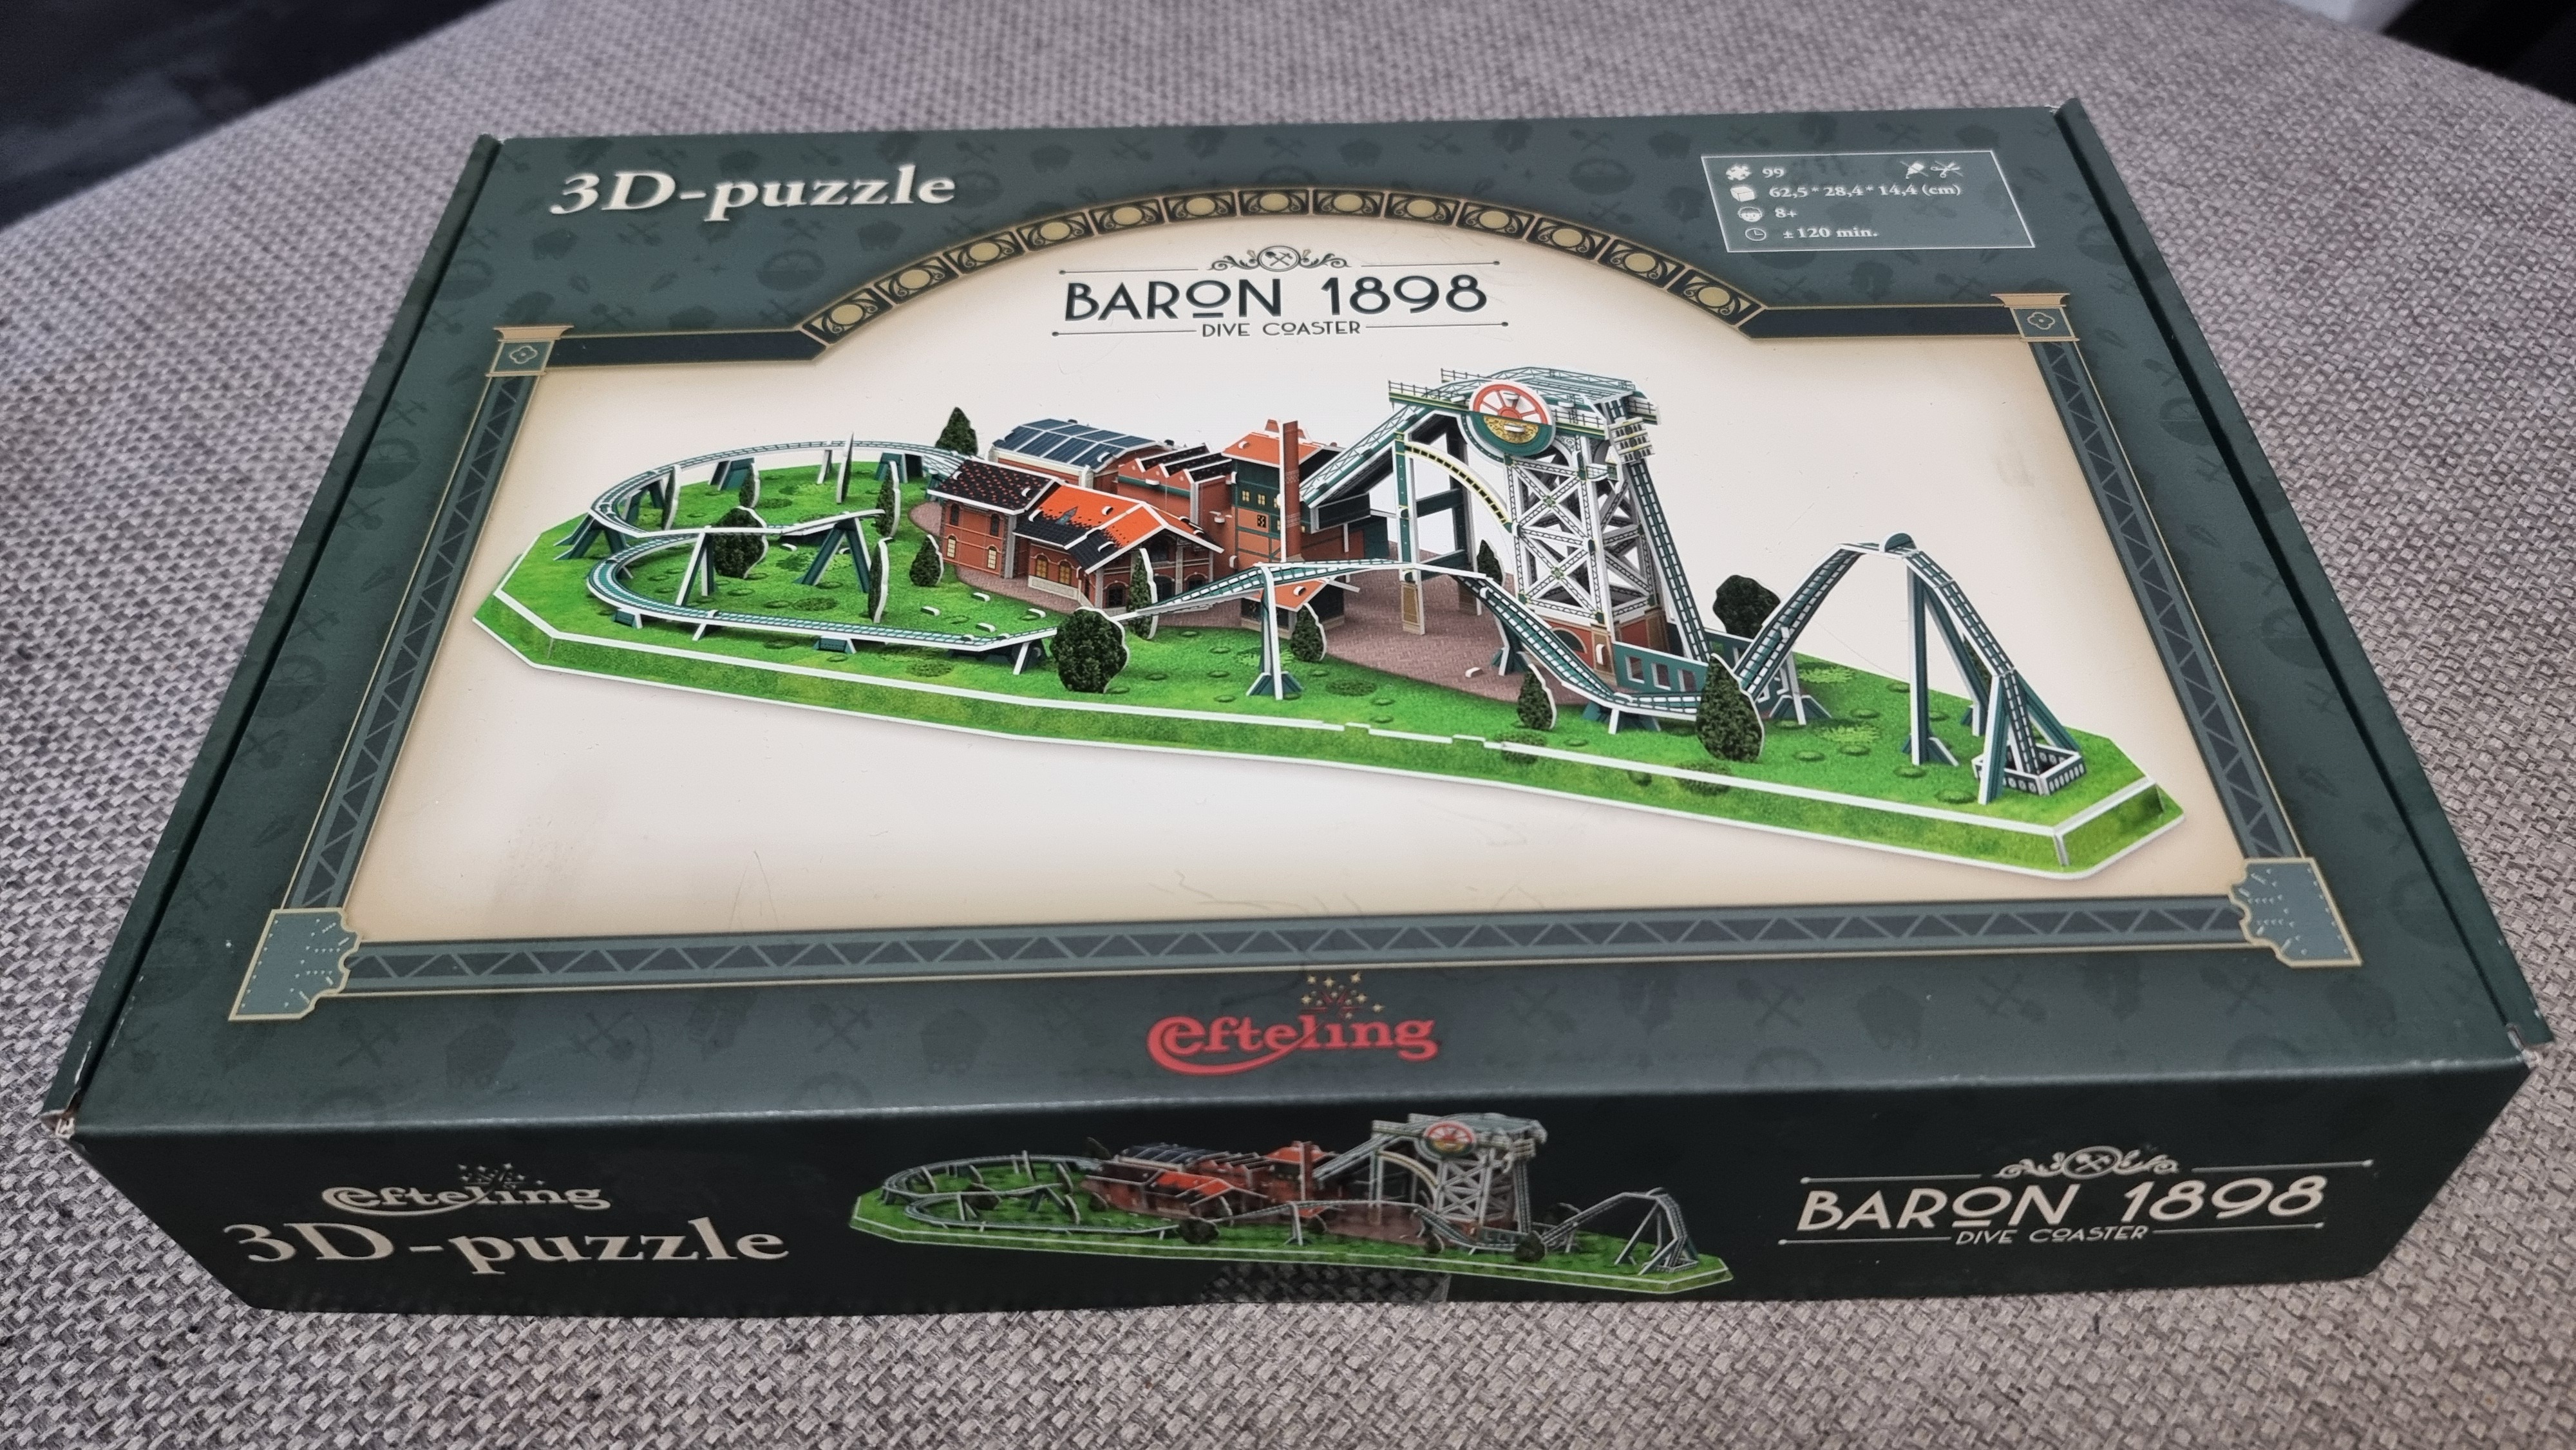 3D-puzzle
99
62,5 * 28,4 * 14,4 (cm)
8+
± 120 min.
BARON 1898
DIVE COASTER
efteling
efteling
3D-puzzle
BARON 1898
DIVE COASTER